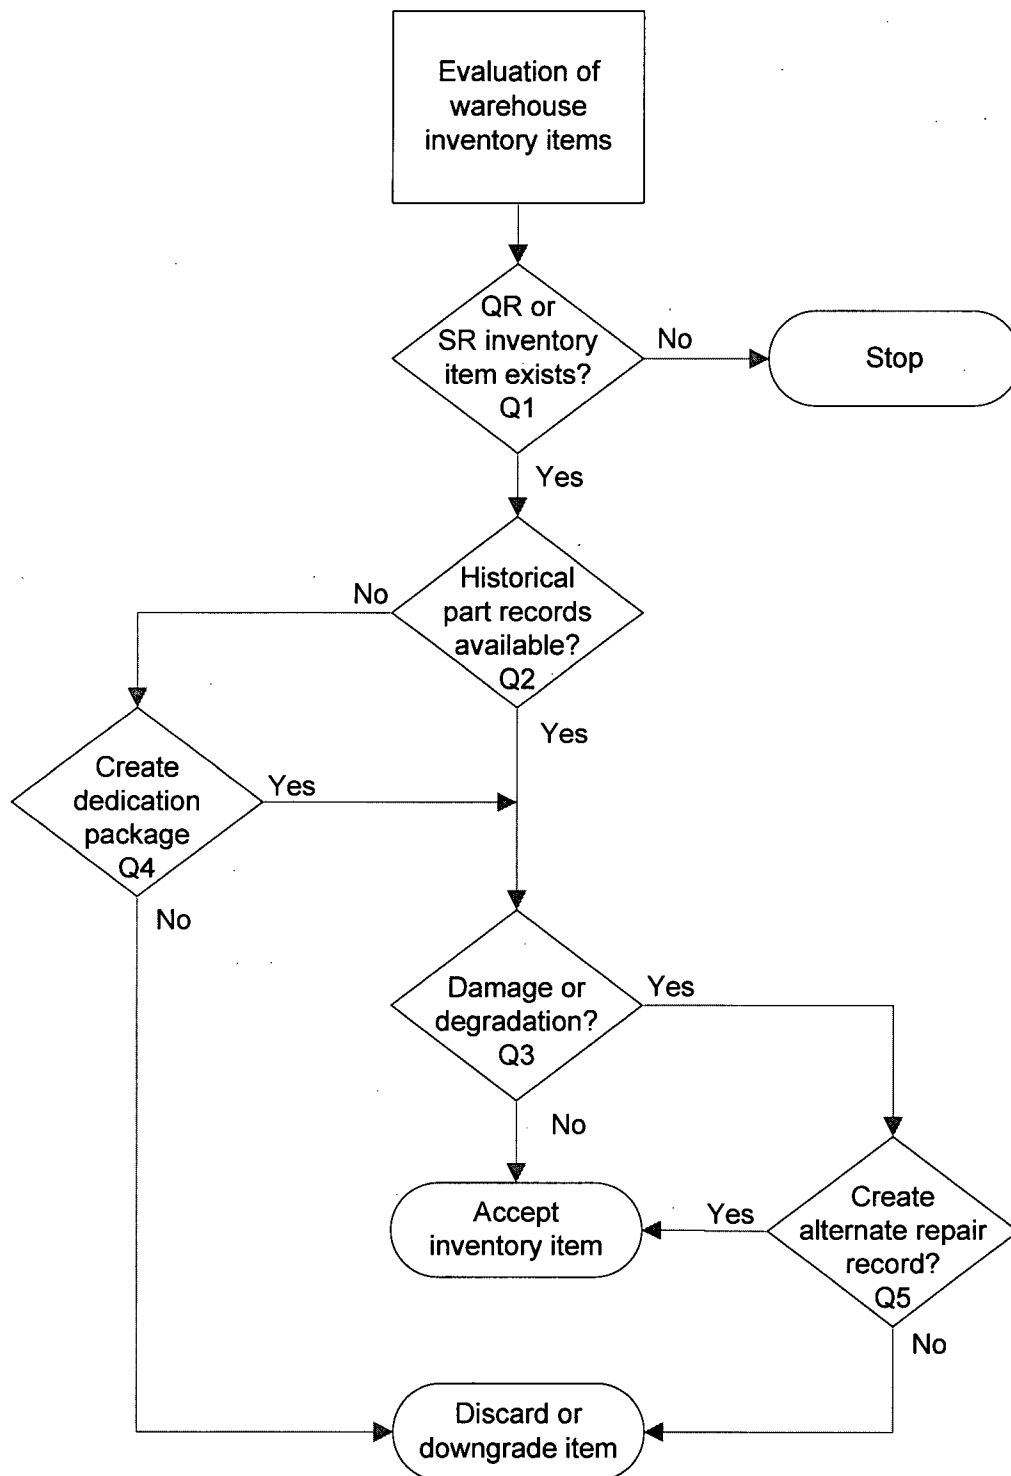 Evaluation of
warehouse
inventory items
QR or
SR inventory
item exists?
Q1
No
Stop
Yes
Historical
part records
available?
Q2
No
Yes
Create
dedication
package
Q4
Yes
No
Damage or
degradation?
Q3
Yes
No
Accept
inventory item
Yes
Create
alternate repair
record?
Q5
No
Discard or
downgrade item